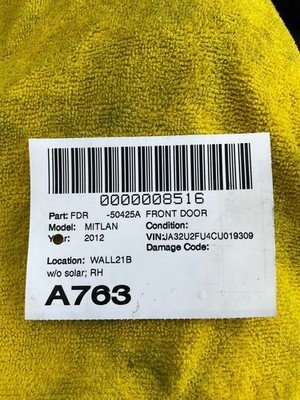 0000008516
Part: FDR -50425A FRONT DOOR
Model: MITLAN Condition:
Year: 2012 VIN:JA32U2FU4CU019309
Damage Code:
Location: WALL21B
w/o solar; RH
A763